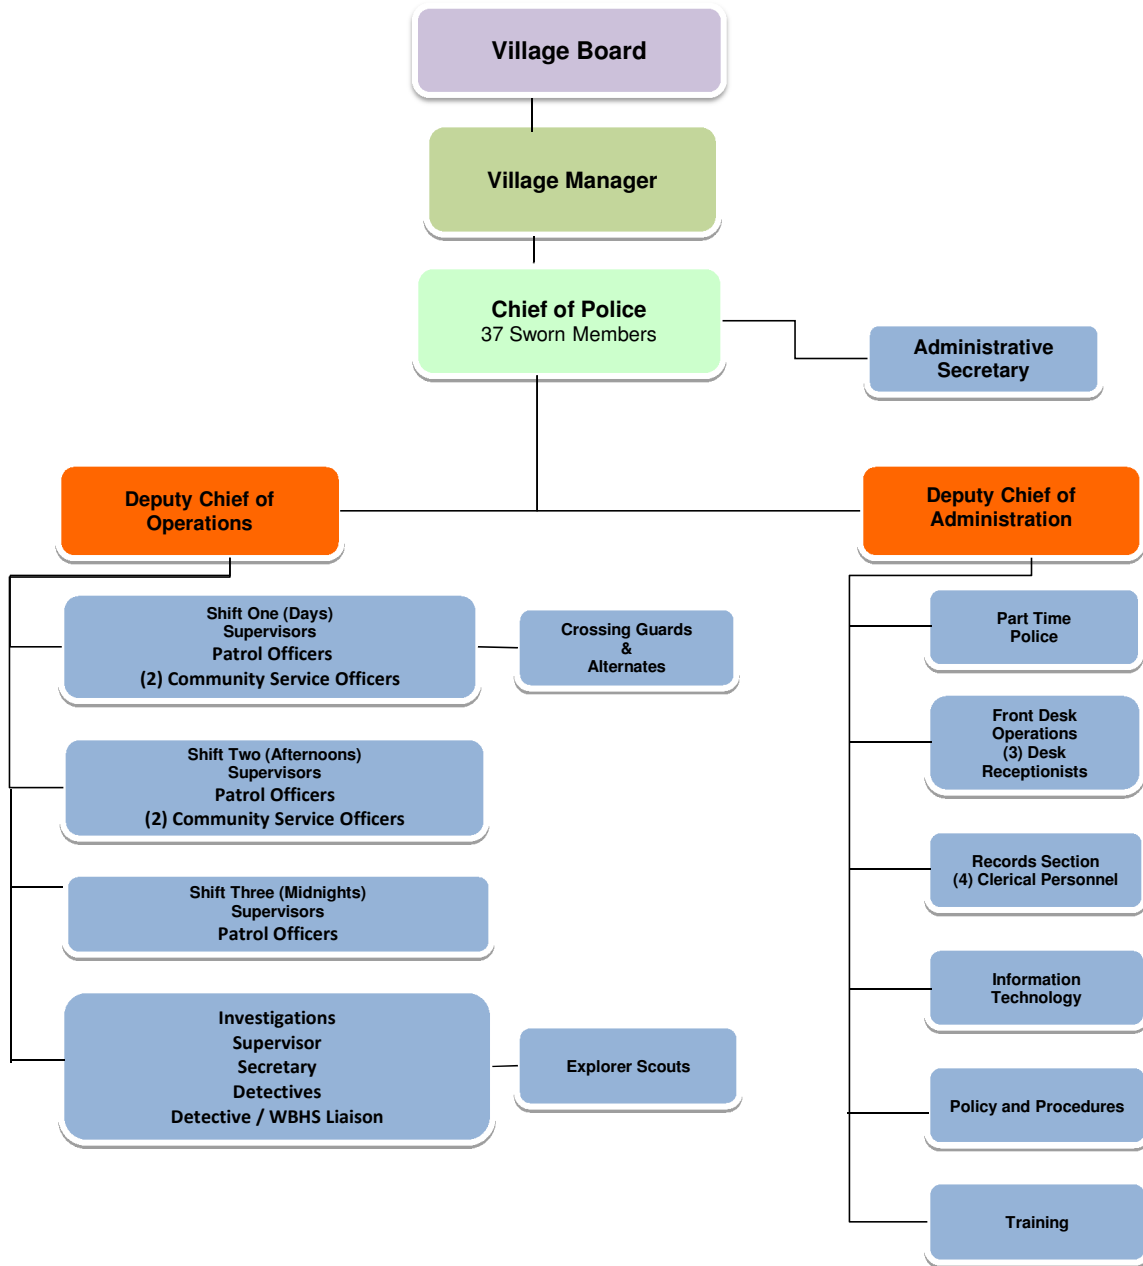 Village Board
Village Manager
Chief of Police
37 Sworn Members
Administrative
Secretary
Deputy Chief of
Operations
Deputy Chief of
Administration
Shift One (Days)
Supervisors
Patrol Officers
(2) Community Service Officers
Crossing Guards
&
Alternates
Part Time
Police
Front Desk
Operations
(3) Desk
Receptionists
Shift Two (Afternoons)
Supervisors
Patrol Officers
(2) Community Service Officers
Records Section
(4) Clerical Personnel
Shift Three (Midnights)
Supervisors
Patrol Officers
Information
Technology
Investigations
Supervisor
Secretary
Detectives
Detective / WBHS Liaison
Explorer Scouts
Policy and Procedures
Training